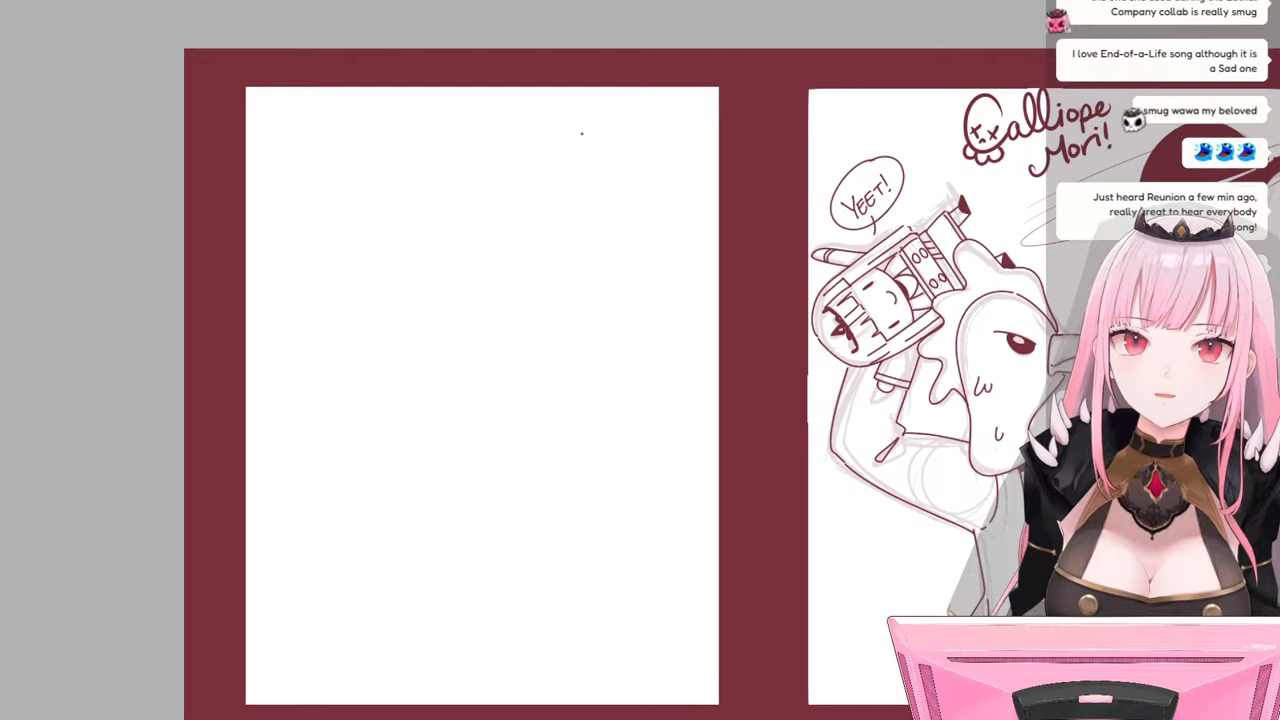 Company collab is really smug
I love End-of-a-Life song although it is
a Sad one
smug wawa my beloved
Just heard Reunion a few min ago,
really great to hear everybody
song!
Calliope
Mori!
YEET!